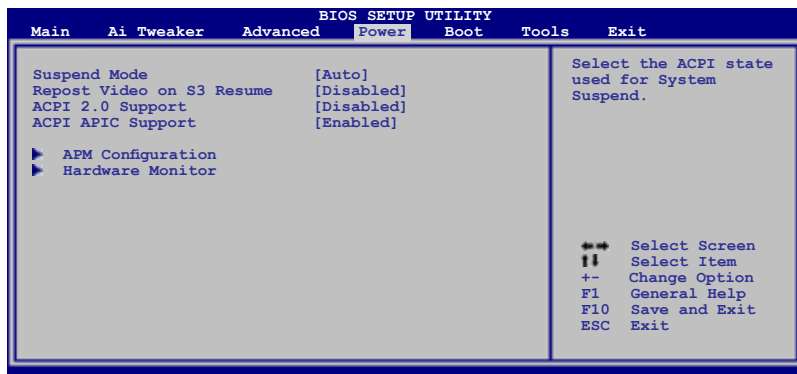 BIOS SETUP UTILITY
Main Ai Tweaker Advanced Power Boot Tools Exit
Suspend Mode [Auto]
Repost Video on S3 Resume [Disabled]
ACPI 2.0 Support [Disabled]
ACPI APIC Support [Enabled]
APM Configuration
Hardware Monitor
Select the ACPI state
used for System
Suspend.
←→ Select Screen
↑↓ Select Item
+- Change Option
F1 General Help
F10 Save and Exit
ESC Exit